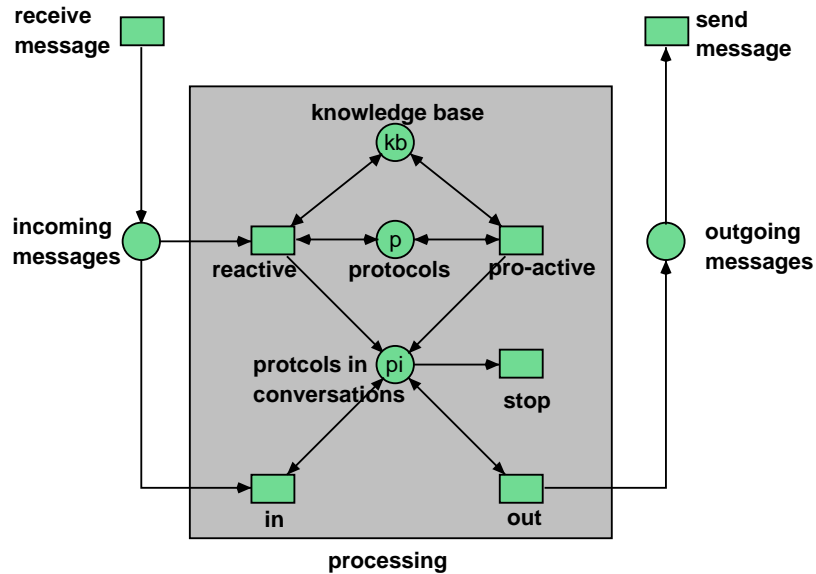 receive
message
send
message
knowledge base
kb
incoming
messages
p
outgoing
messages
reactive
protocols
pro-active
protcols in
conversations
pi
stop
in
out
processing